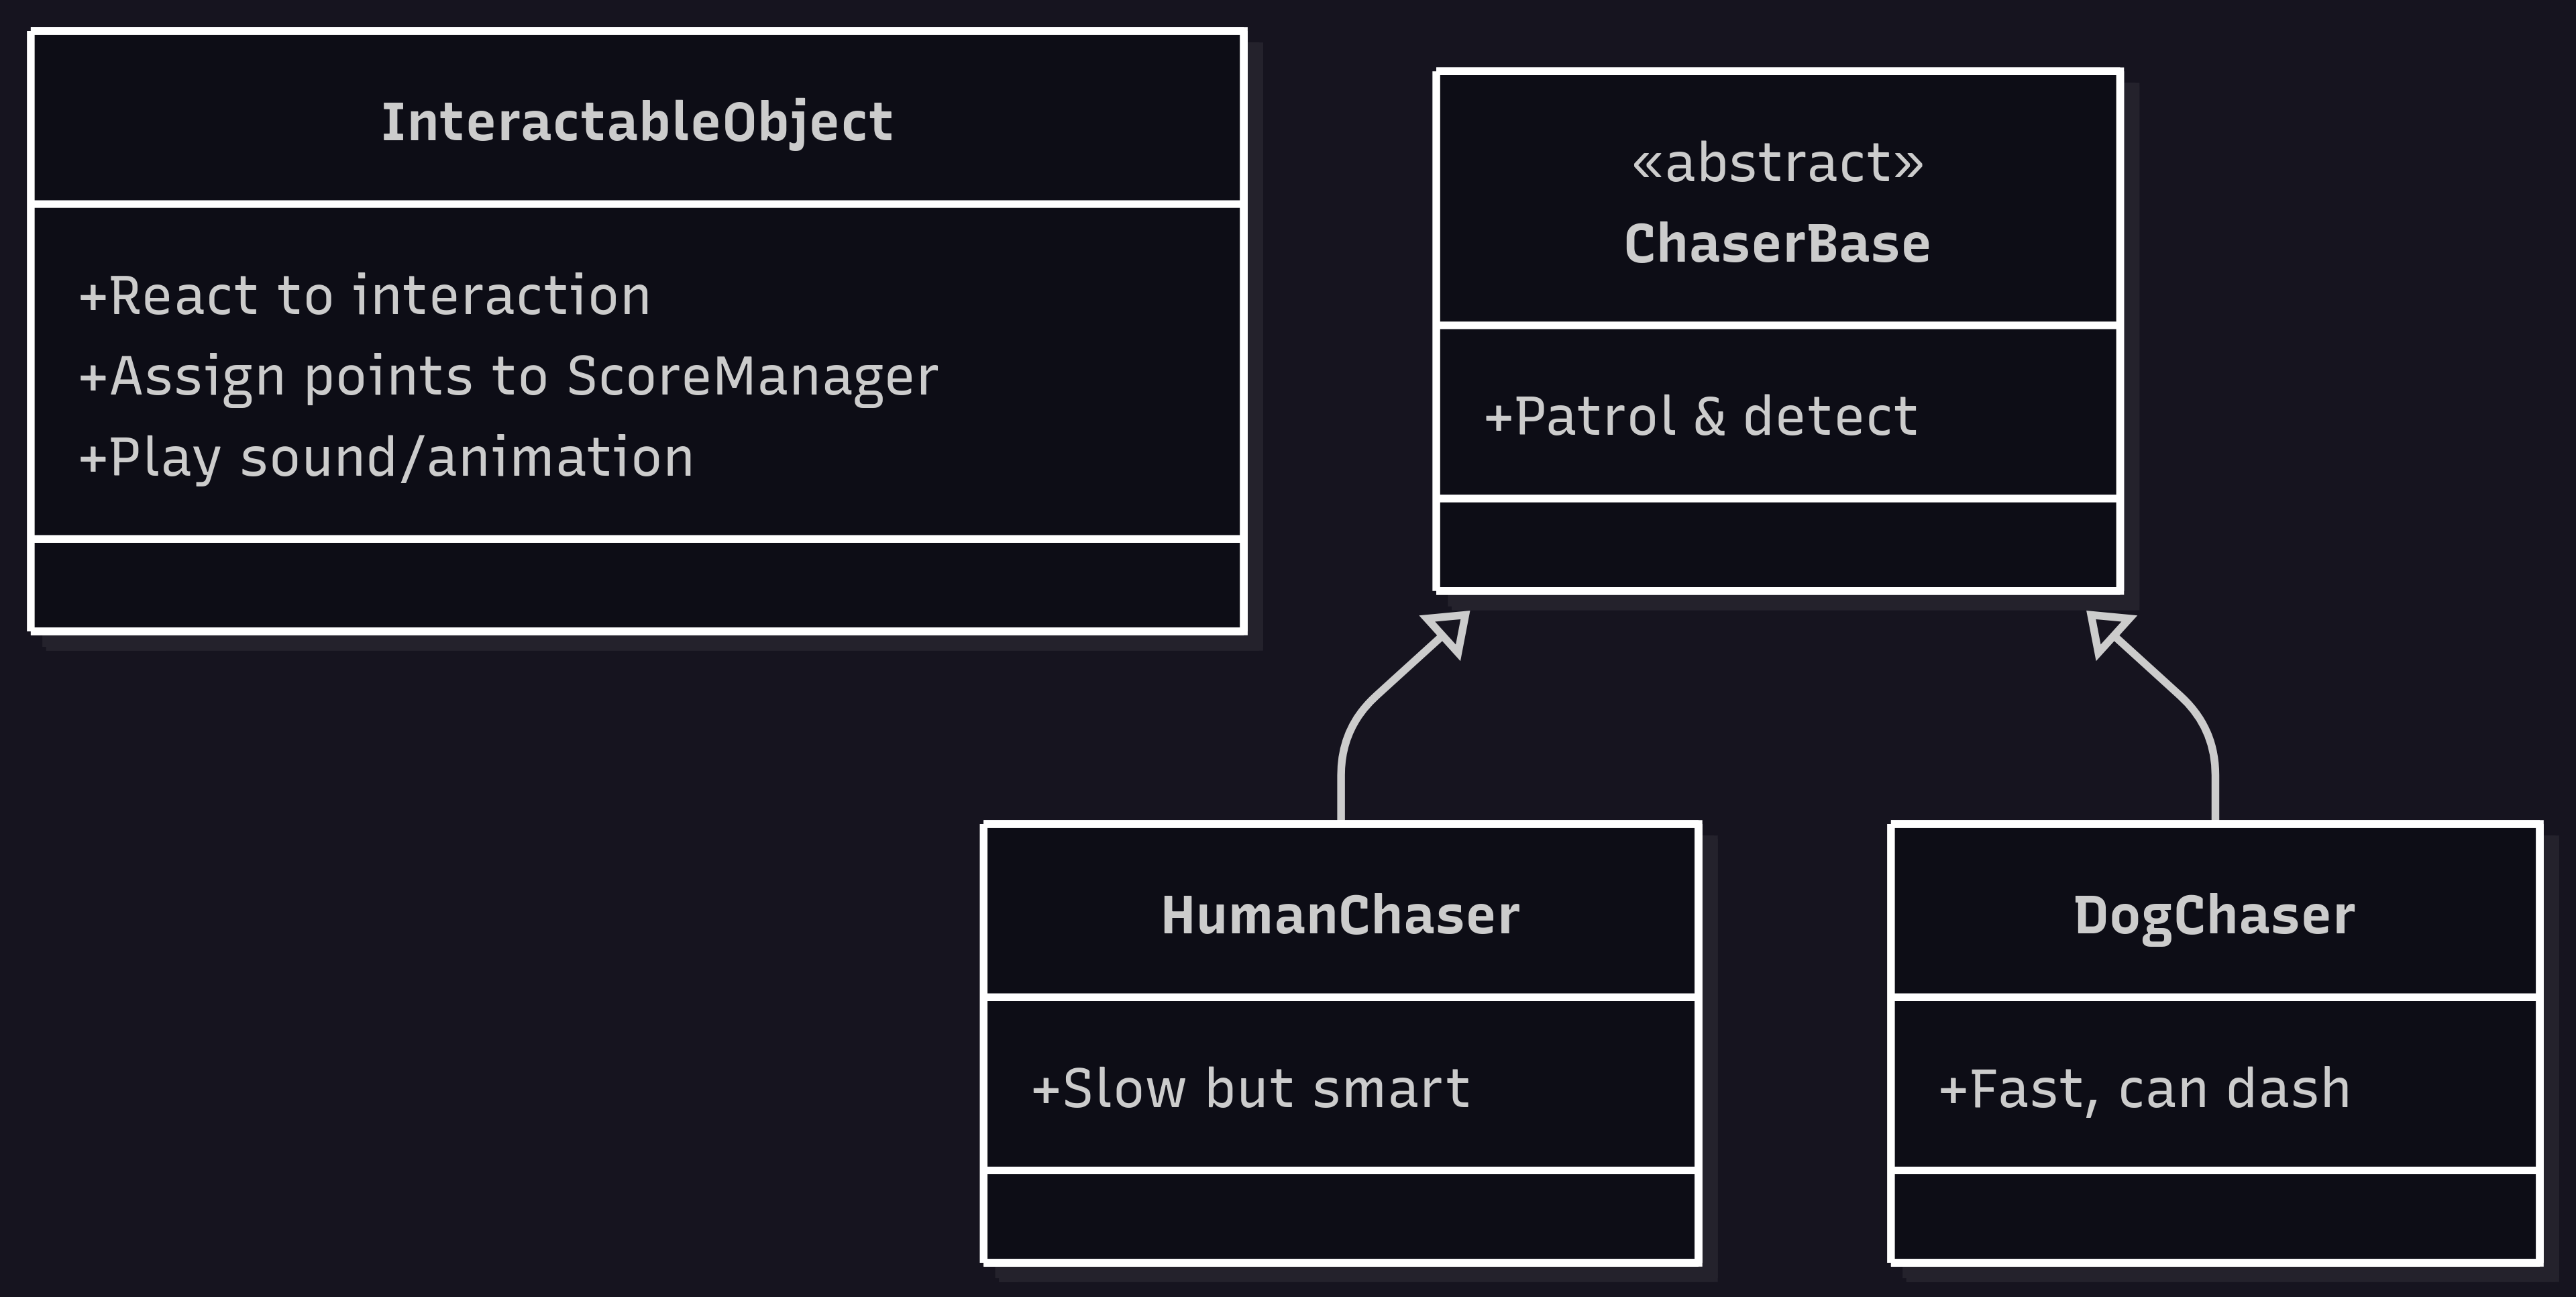 InteractableObject
+React to interaction
+Assign points to ScoreManager
+Play sound/animation
«abstract»
ChaserBase
+Patrol & detect
HumanChaser
+Slow but smart
DogChaser
+Fast, can dash